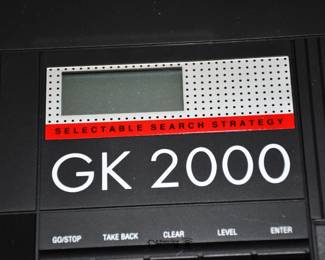 SELECTABLE SEARCH STRATEGY
GK 2000
GO/STOP TAKE BACK CLEAR LEVEL ENTER